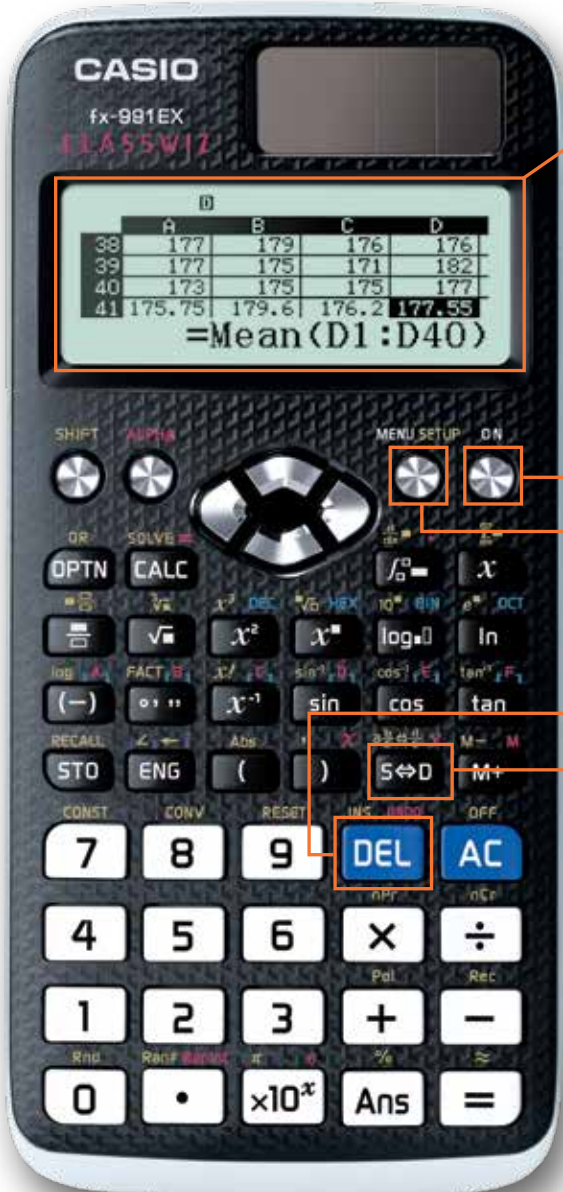 CASIO
fx-991EX
CLASSWIZ
D
A B C D
38 177 179 176 176
39 177 175 171 182
40 173 175 175 177
41 175.75 179.6 176.2 177.55
=Mean(D1:D40)
SHIFT ALPHA MENU SETUP ON
SOLVE =
OPTN CALC x
x³ DEC HEX BIN OCT
x² log ln
log A FACT B x! C sin⁻¹ D cos⁻¹ E tan⁻¹ F
(−) x⁻¹ sin cos tan
RECALL Abs M− M
STO ENG ( ) S⇔D M+
CONST CONV RESET INS UNDO OFF
7 8 9 DEL AC
nPr nCr
4 5 6 × ÷
Pol Rec
1 2 3 + −
Rnd Ran# RanInt π e % ≈
0 • ×10ˣ Ans =